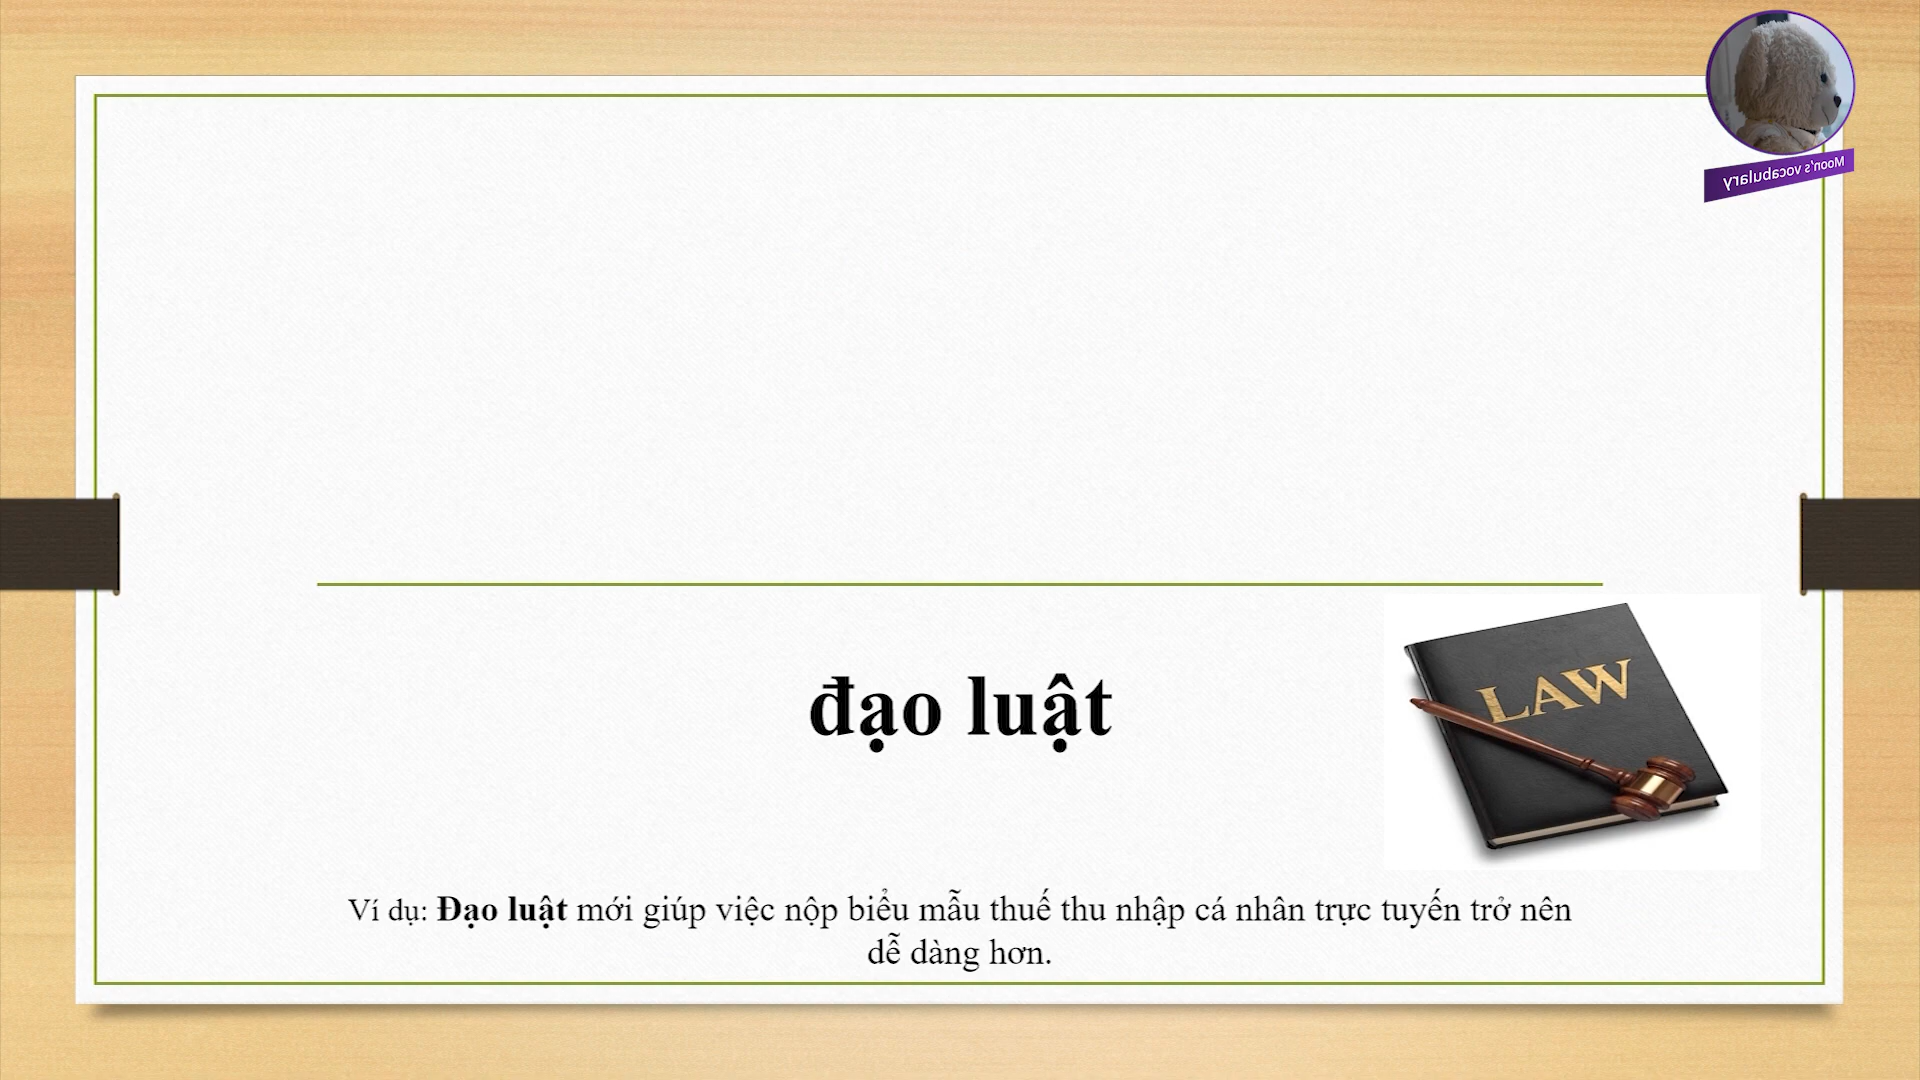 Moon's vocabulary
LAW
đạo luật
Ví dụ: Đạo luật mới giúp việc nộp biểu mẫu thuế thu nhập cá nhân trực tuyến trở nên
dễ dàng hơn.